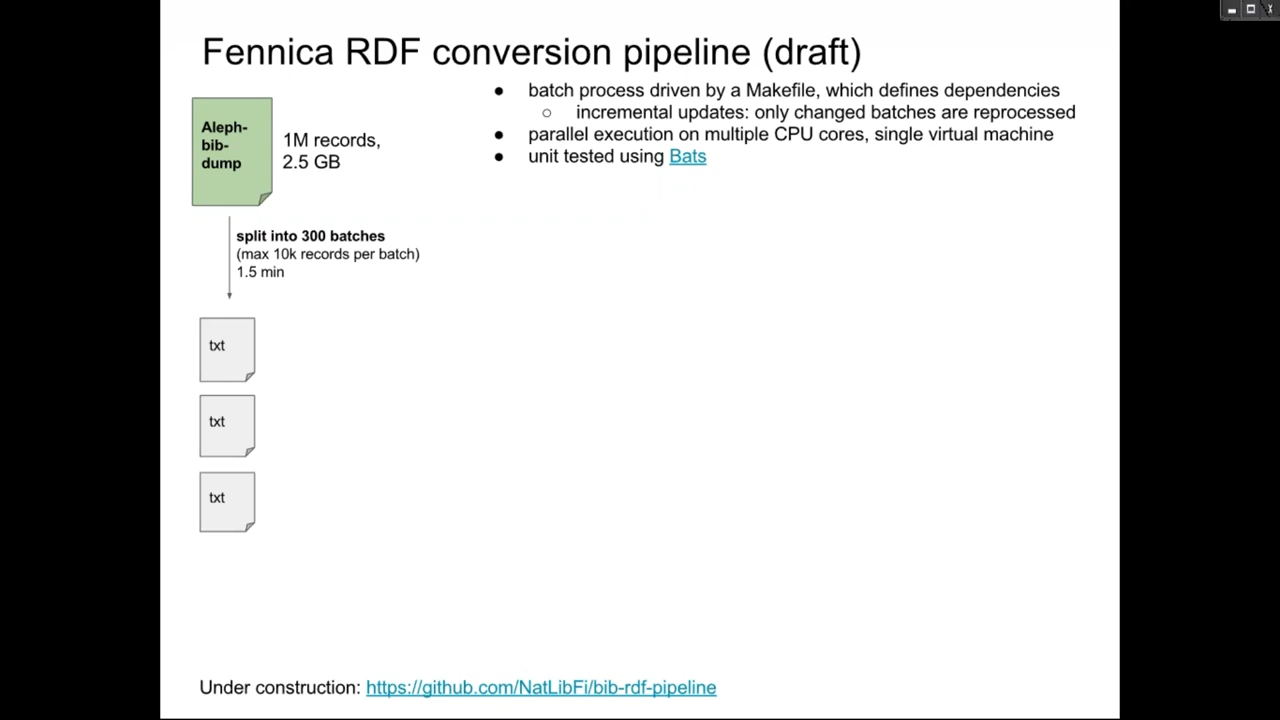 Fennica RDF conversion pipeline (draft)
● batch process driven by a Makefile, which defines dependencies
○ incremental updates: only changed batches are reprocessed
● parallel execution on multiple CPU cores, single virtual machine
● unit tested using Bats
Aleph-
bib-
dump
1M records,
2.5 GB
split into 300 batches
(max 10k records per batch)
1.5 min
txt
txt
txt
Under construction: https://github.com/NatLibFi/bib-rdf-pipeline